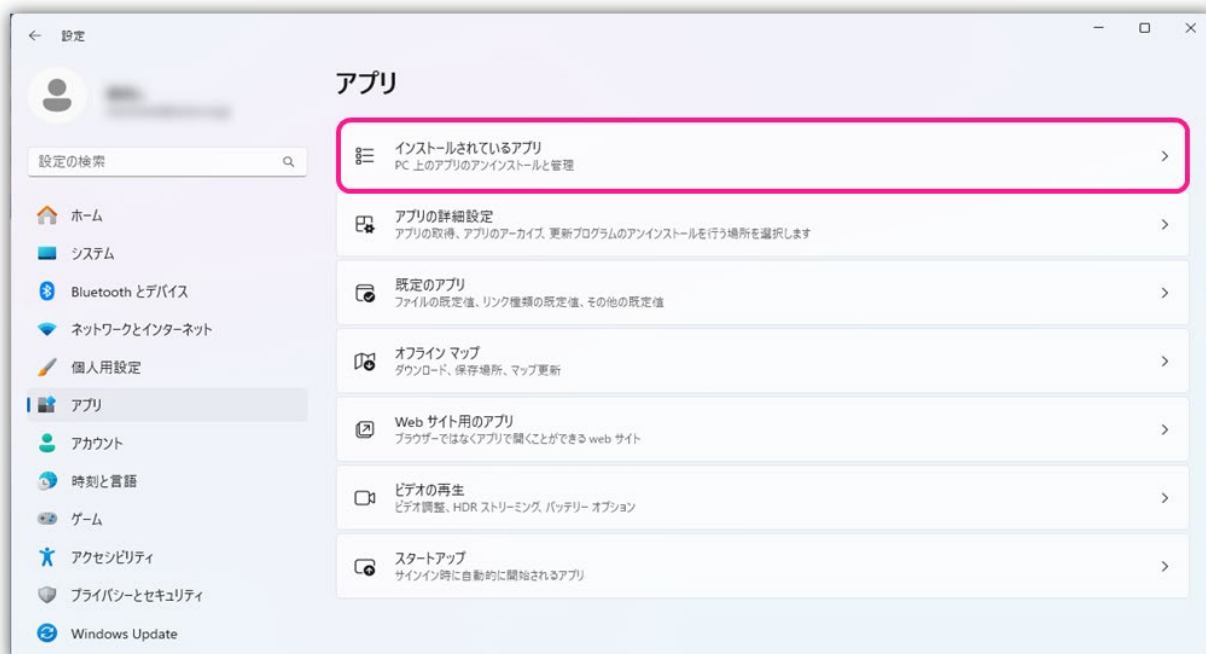 設定
設定の検索
ホーム
システム
Bluetooth とデバイス
ネットワークとインターネット
個人用設定
アプリ
アカウント
時刻と言語
ゲーム
アクセシビリティ
プライバシーとセキュリティ
Windows Update
アプリ
インストールされているアプリ
PC 上のアプリのアンインストールと管理
アプリの詳細設定
アプリの取得、アプリのアーカイブ、更新プログラムのアンインストールを行う場所を選択します
既定のアプリ
ファイルの既定値、リンク種類の既定値、その他の既定値
オフライン マップ
ダウンロード、保存場所、マップ更新
Web サイト用のアプリ
ブラウザーではなくアプリで開くことができる web サイト
ビデオの再生
ビデオ調整、HDR ストリーミング、バッテリー オプション
スタートアップ
サインイン時に自動的に開始されるアプリ